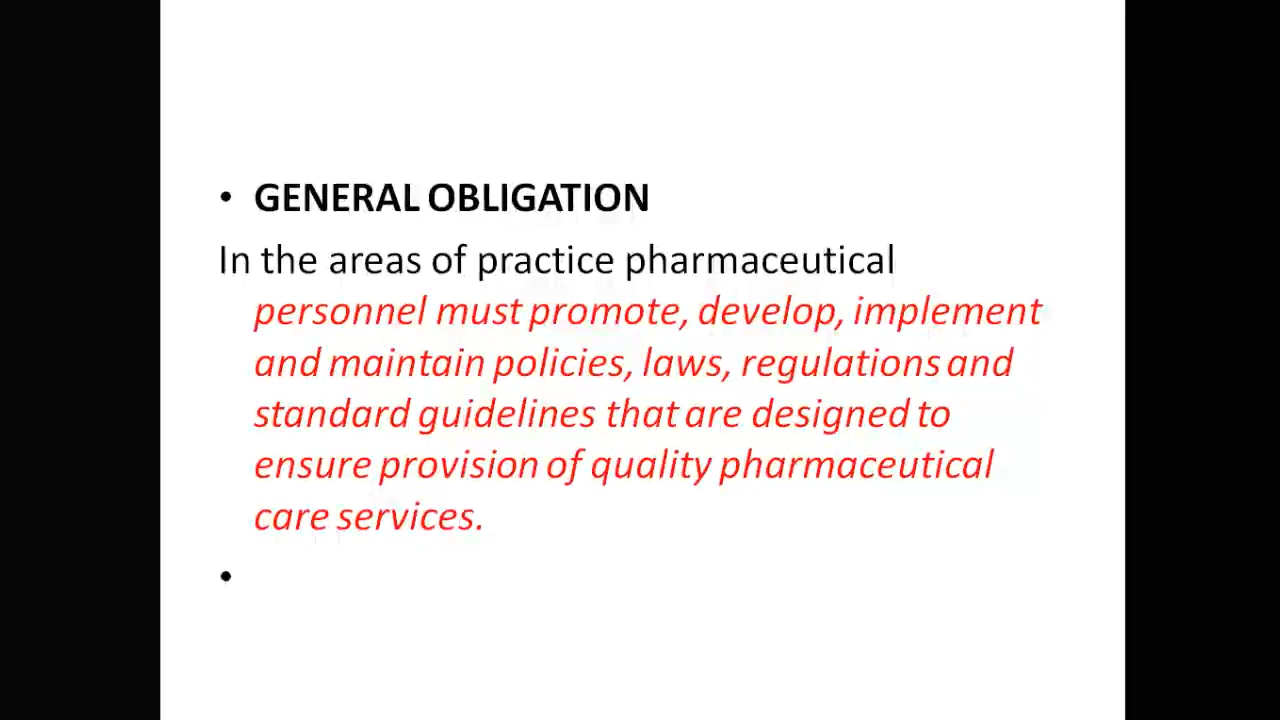 • GENERAL OBLIGATION
In the areas of practice pharmaceutical
personnel must promote, develop, implement
and maintain policies, laws, regulations and
standard guidelines that are designed to
ensure provision of quality pharmaceutical
care services.
•